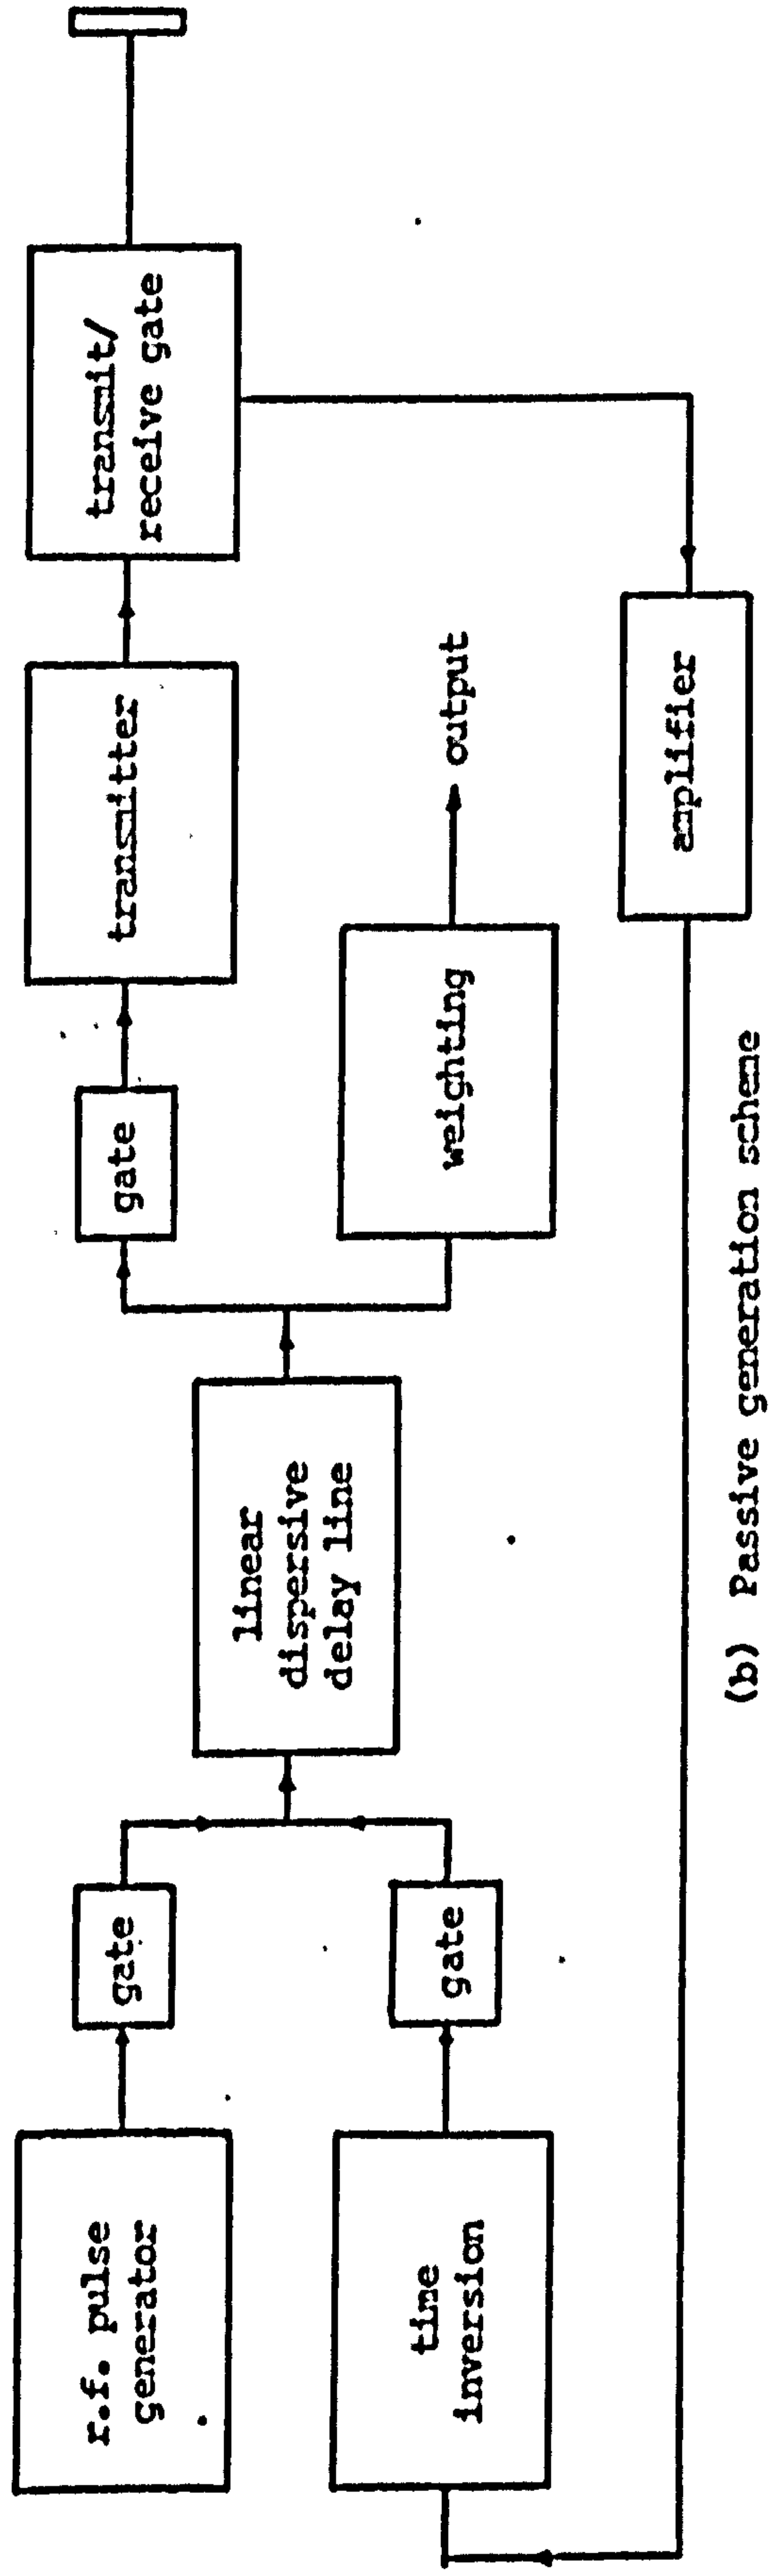 r.f. pulse
generator
gate
time
inversion
gate
linear
dispersive
delay line
gate
transmitter
transmit/
receive gate
weighting
output
amplifier
(b) Passive generation scheme